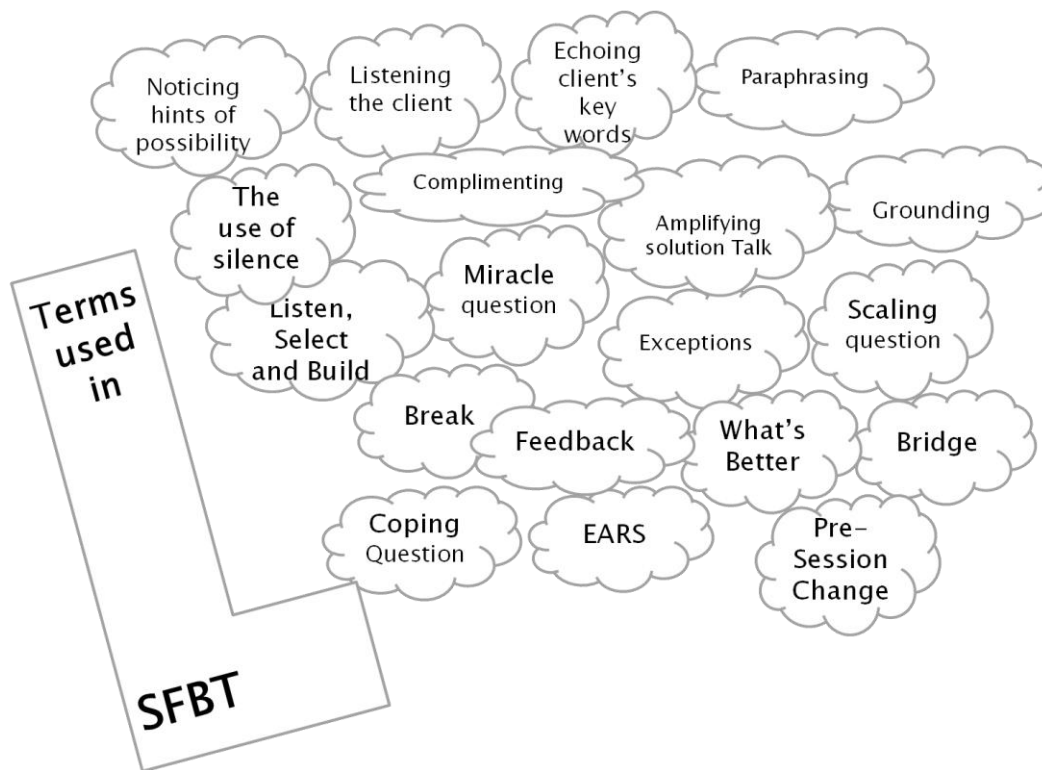 Noticing
hints of
possibility
Listening
the client
Echoing
client's
key
words
Paraphrasing
The
use of
silence
Complimenting
Amplifying
solution Talk
Grounding
Terms
used
in
Listen,
Select
and Build
Miracle
question
Exceptions
Scaling
question
Break
Feedback
What's
Better
Bridge
Coping
Question
EARS
Pre-
Session
Change
SFBT